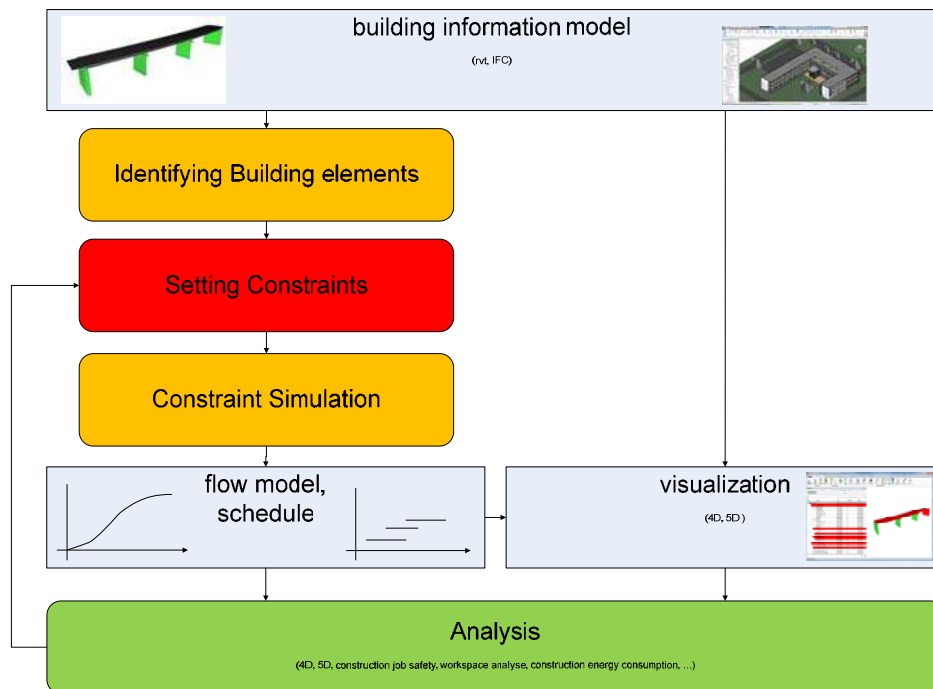 building information model
(rvt, IFC)
Identifying Building elements
Setting Constraints
Constraint Simulation
flow model,
schedule
visualization
(4D, 5D )
Analysis
(4D, 5D, construction job safety, workspace analyse, construction energy consumption, ...)